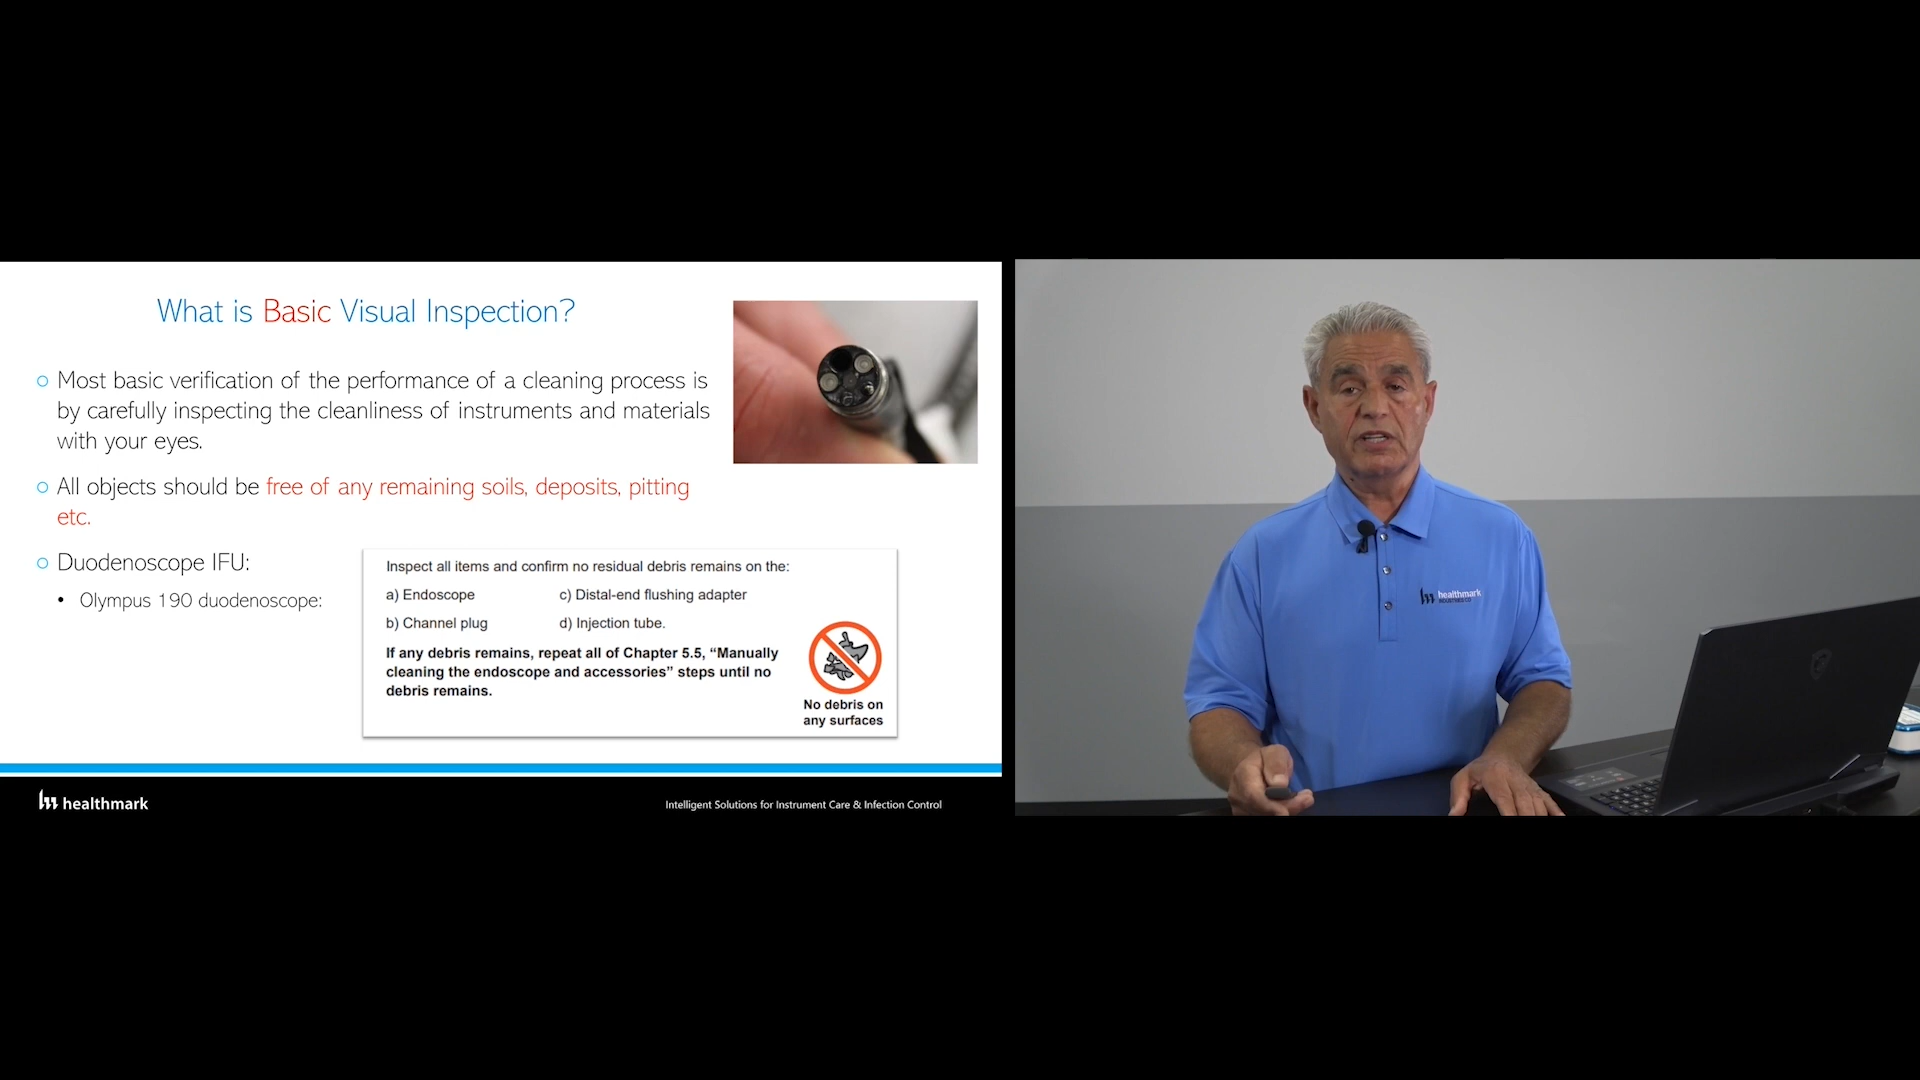 What is Basic Visual Inspection?
Most basic verification of the performance of a cleaning process is
by carefully inspecting the cleanliness of instruments and materials
with your eyes.
All objects should be free of any remaining soils, deposits, pitting
etc.
Duodenoscope IFU:
• Olympus 190 duodenoscope:
Inspect all items and confirm no residual debris remains on the:
a) Endoscope c) Distal-end flushing adapter
b) Channel plug d) Injection tube.
If any debris remains, repeat all of Chapter 5.5, “Manually
cleaning the endoscope and accessories” steps until no
debris remains.
No debris on
any surfaces
healthmark
Intelligent Solutions for Instrument Care & Infection Control
healthmark